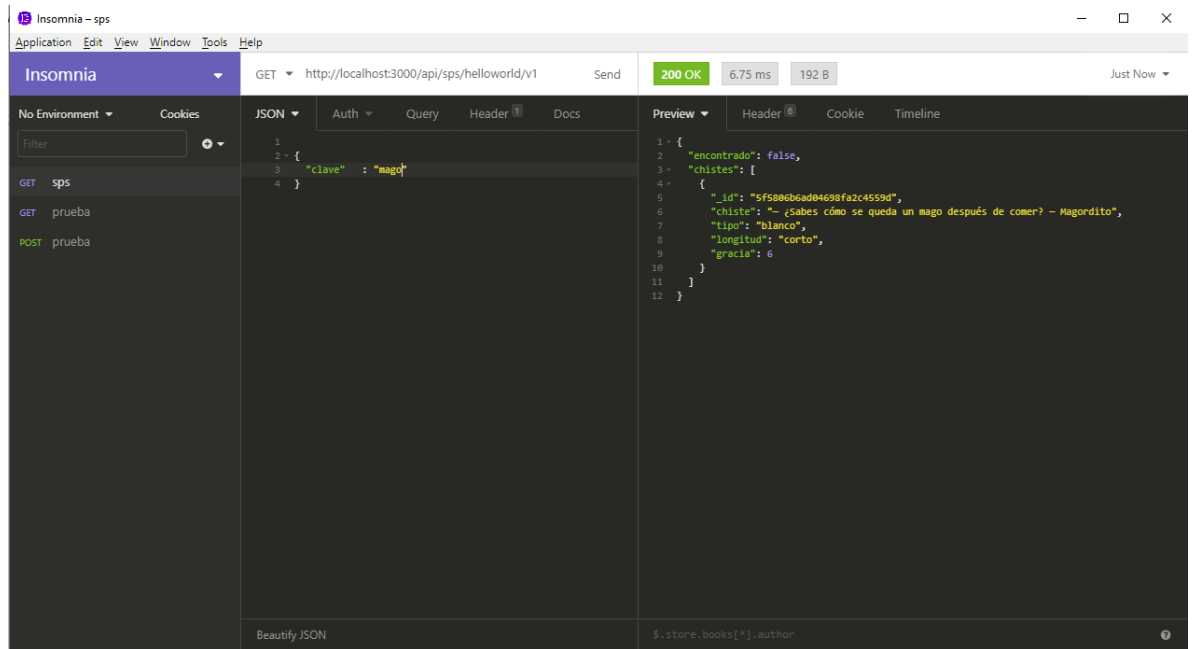 Insomnia – sps
Application Edit View Window Tools Help
Insomnia
GET http://localhost:3000/api/sps/helloworld/v1 Send
200 OK 6.75 ms 192 B Just Now
No Environment Cookies
JSON Auth Query Header 1 Docs
Preview Header 6 Cookie Timeline
Filter
GET sps
GET prueba
POST prueba
1
2 {
3 "clave" : "mago"
4 }
1 {
2 "encontrado": false,
3 "chistes": [
4 {
5 "_id": "5f5806b6ad04698fa2c4559d",
6 "chiste": "— ¿Sabes cómo se queda un mago después de comer? — Magordito",
7 "tipo": "blanco",
8 "longitud": "corto",
9 "gracia": 6
10 }
11 ]
12 }
Beautify JSON
$.store.books[*].author